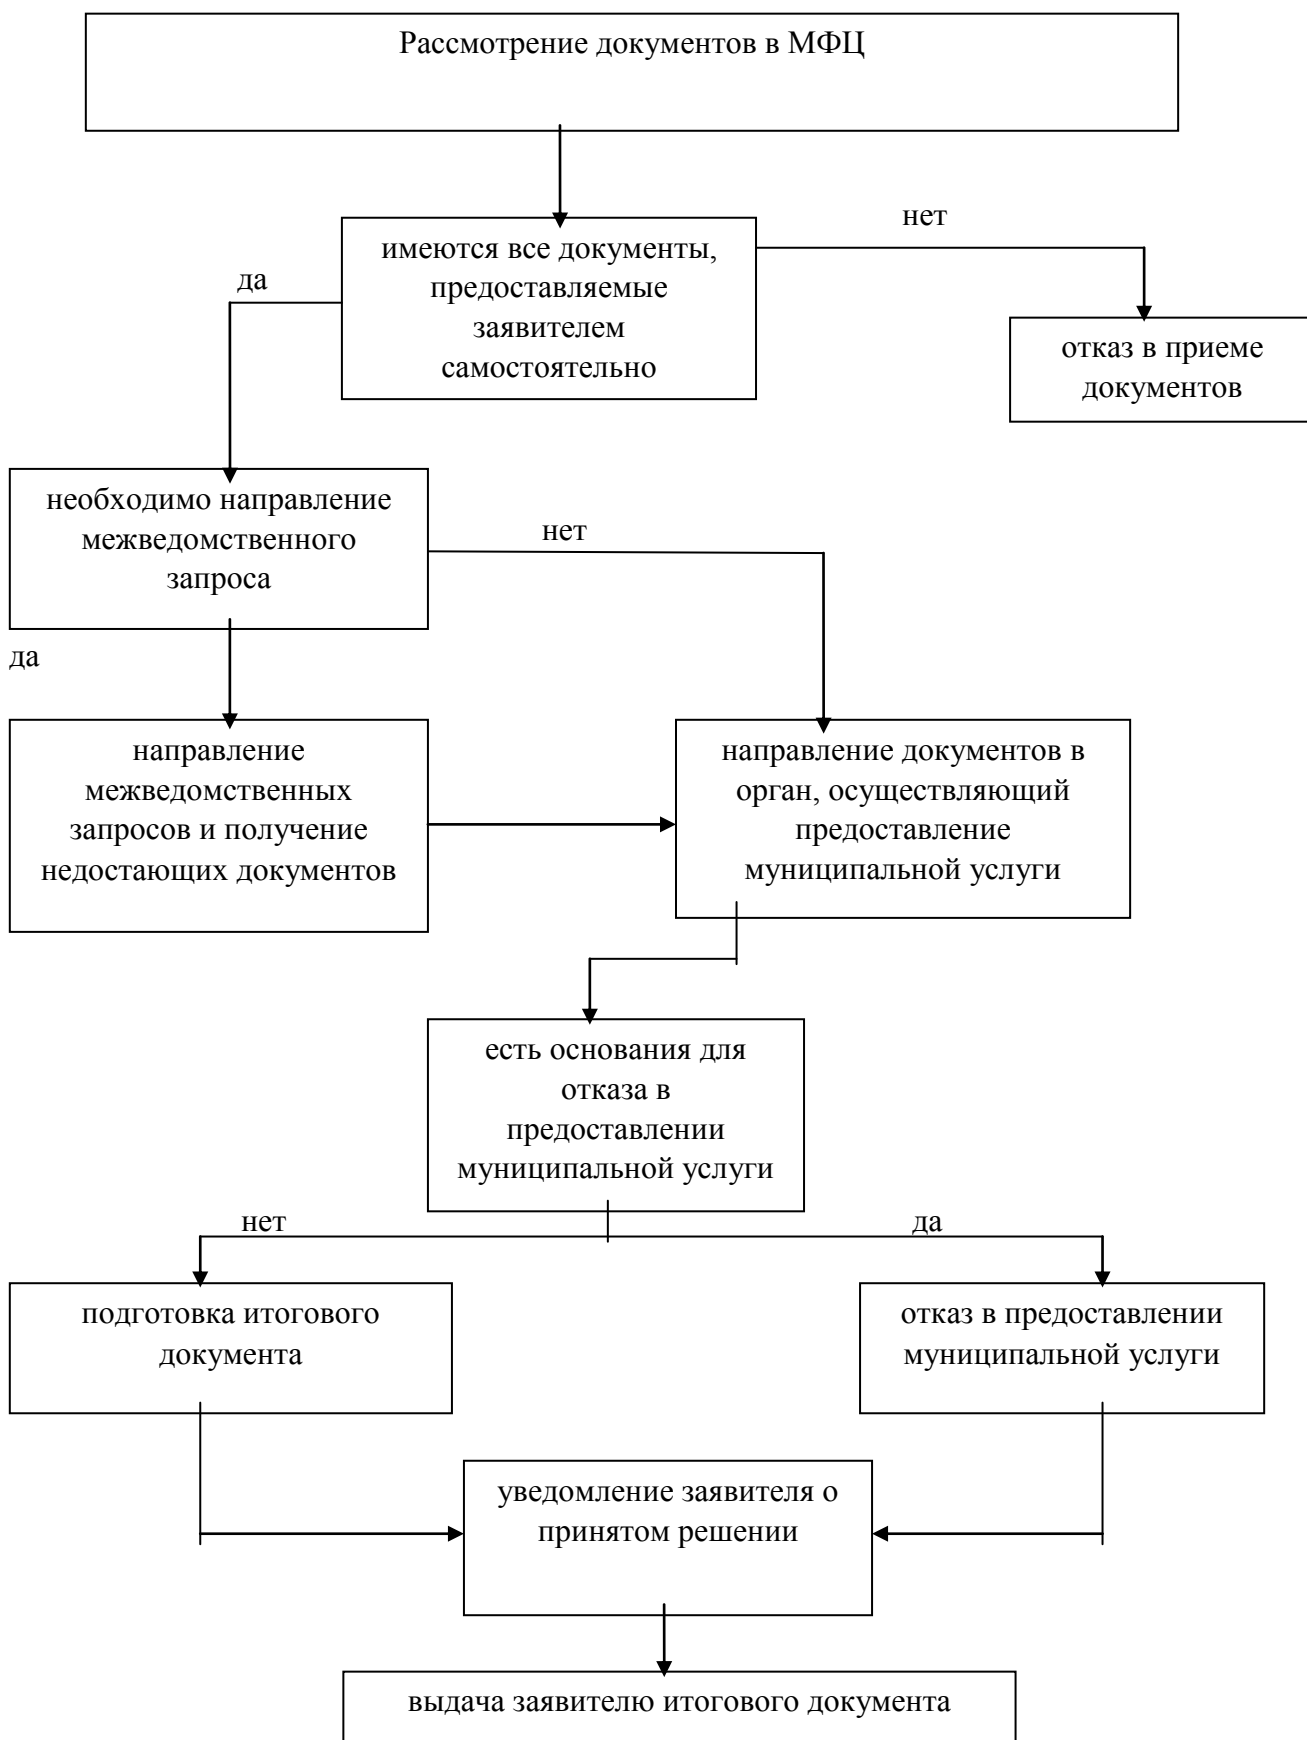 Рассмотрение документов в МФЦ
нет
имеются все документы,
предоставляемые
заявителем
самостоятельно
да
отказ в приеме
документов
необходимо направление
межведомственного
запроса
нет
да
направление
межведомственных
запросов и получение
недостающих документов
направление документов в
орган, осуществляющий
предоставление
муниципальной услуги
есть основания для
отказа в
предоставлении
муниципальной услуги
нет
да
подготовка итогового
документа
отказ в предоставлении
муниципальной услуги
уведомление заявителя о
принятом решении
выдача заявителю итогового документа